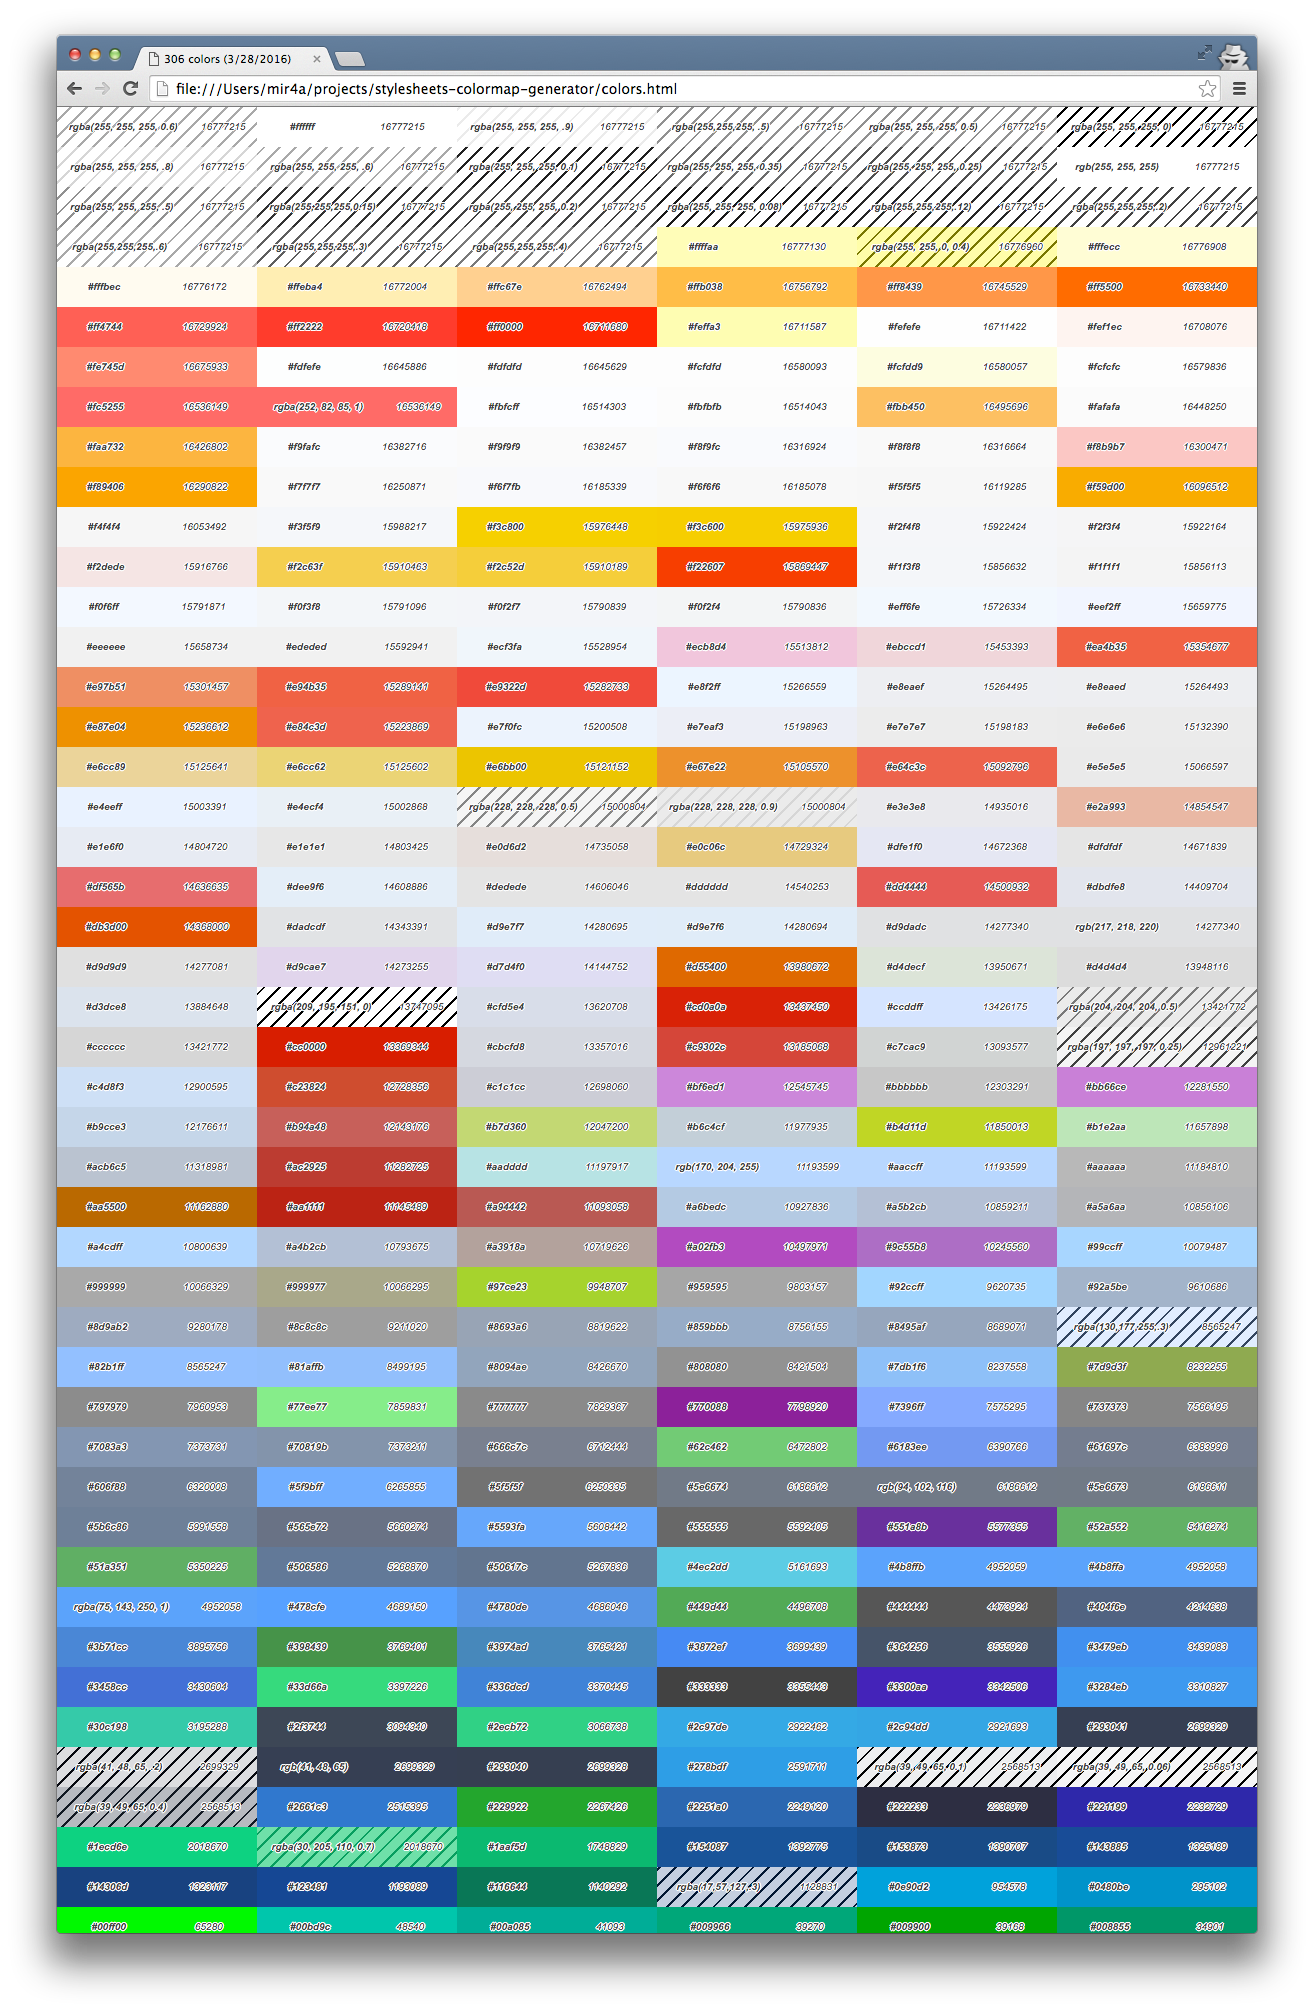 306 colors (3/28/2016)
file:///Users/mir4a/projects/stylesheets-colormap-generator/colors.html
rgba(255, 255, 255, 0.6) 16777215 #ffffff 16777215 rgba(255, 255, 255, .9) 16777215 rgba(255,255,255, .5) 16777215 rgba(255, 255, 255, 0.5) 16777215 rgba(255, 255, 255, 0) 16777215
rgba(255, 255, 255, .8) 16777215 rgba(255, 255, 255, .6) 16777215 rgba(255, 255, 255, 0.1) 16777215 rgba(255, 255, 255, 0.35) 16777215 rgba(255, 255, 255, 0.25) 16777215 rgb(255, 255, 255) 16777215
rgba(255, 255, 255, .5) 16777215 rgba(255,255,255,0.15) 16777215 rgba(255, 255, 255, 0.2) 16777215 rgba(255, 255, 255, 0.08) 16777215 rgba(255,255,255,.12) 16777215 rgba(255,255,255,.2) 16777215
rgba(255,255,255,.6) 16777215 rgba(255,255,255,.3) 16777215 rgba(255,255,255,.4) 16777215 #ffffaa 16777130 rgba(255, 255, 0, 0.4) 16776960 #fffecc 16776908
#fffbec 16776172 #ffeba4 16772004 #ffc67e 16762494 #ffb038 16756792 #ff8439 16745529 #ff5500 16733440
#ff4744 16729924 #ff2222 16720418 #ff0000 16711680 #feffa3 16711587 #fefefe 16711422 #fef1ec 16708076
#fe745d 16675933 #fdfefe 16645886 #fdfdfd 16645629 #fcfdfd 16580093 #fcfdd9 16580057 #fcfcfc 16579836
#fc5255 16536149 rgba(252, 82, 85, 1) 16536149 #fbfcff 16514303 #fbfbfb 16514043 #fbb450 16495696 #fafafa 16448250
#faa732 16426802 #f9fafc 16382716 #f9f9f9 16382457 #f8f9fc 16316924 #f8f8f8 16316664 #f8b9b7 16300471
#f89406 16290822 #f7f7f7 16250871 #f6f7fb 16185339 #f6f6f6 16185078 #f5f5f5 16119285 #f59d00 16096512
#f4f4f4 16053492 #f3f5f9 15988217 #f3c800 15976448 #f3c600 15975936 #f2f4f8 15922424 #f2f3f4 15922164
#f2dede 15916766 #f2c63f 15910463 #f2c52d 15910189 #f22607 15869447 #f1f3f8 15856632 #f1f1f1 15856113
#f0f6ff 15791871 #f0f3f8 15791096 #f0f2f7 15790839 #f0f2f4 15790836 #eff6fe 15726334 #eef2ff 15659775
#eeeeee 15658734 #ededed 15592941 #ecf3fa 15528954 #ecb8d4 15513812 #ebccd1 15453393 #ea4b35 15354677
#e97b51 15301457 #e94b35 15289141 #e9322d 15282733 #e8f2ff 15266559 #e8eaef 15264495 #e8eaed 15264493
#e87e04 15236612 #e84c3d 15223869 #e7f0fc 15200508 #e7eaf3 15198963 #e7e7e7 15198183 #e6e6e6 15132390
#e6cc89 15125641 #e6cc62 15125602 #e6bb00 15121152 #e67e22 15105570 #e64c3c 15092796 #e5e5e5 15066597
#e4eeff 15003391 #e4ecf4 15002868 rgba(228, 228, 228, 0.5) 15000804 rgba(228, 228, 228, 0.9) 15000804 #e3e3e8 14935016 #e2a993 14854547
#e1e6f0 14804720 #e1e1e1 14803425 #e0d6d2 14735058 #e0c06c 14729324 #dfe1f0 14672368 #dfdfdf 14671839
#df565b 14636635 #dee9f6 14608886 #dedede 14606046 #dddddd 14540253 #dd4444 14500932 #dbdfe8 14409704
#db3d00 14368000 #dadcdf 14343391 #d9e7f7 14280695 #d9e7f6 14280694 #d9dadc 14277340 rgb(217, 218, 220) 14277340
#d9d9d9 14277081 #d9cae7 14273255 #d7d4f0 14144752 #d55400 13980672 #d4decf 13950671 #d4d4d4 13948116
#d3dce8 13884648 rgba(209, 195, 151, 0) 13747095 #cfd5e4 13620708 #cd0a0a 13437450 #ccddff 13426175 rgba(204, 204, 204, 0.5) 13421772
#cccccc 13421772 #cc0000 13369344 #cbcfd8 13357016 #c9302c 13185068 #c7cac9 13093577 rgba(197, 197, 197, 0.25) 12961221
#c4d8f3 12900595 #c23824 12728356 #c1c1cc 12698060 #bf6ed1 12545745 #bbbbbb 12303291 #bb66ce 12281550
#b9cce3 12176611 #b94a48 12143176 #b7d360 12047200 #b6c4cf 11977935 #b4d11d 11850013 #b1e2aa 11657898
#acb6c5 11318981 #ac2925 11282725 #aadddd 11197917 rgb(170, 204, 255) 11193599 #aaccff 11193599 #aaaaaa 11184810
#aa5500 11162880 #aa1111 11145489 #a94442 11093058 #a6bedc 10927836 #a5b2cb 10859211 #a5a6aa 10856106
#a4cdff 10800639 #a4b2cb 10793675 #a3918a 10719626 #a02fb3 10497971 #9c55b8 10245560 #99ccff 10079487
#999999 10066329 #999977 10066295 #97ce23 9948707 #959595 9803157 #92ccff 9620735 #92a5be 9610686
#8d9ab2 9280178 #8c8c8c 9211020 #8693a6 8819622 #859bbb 8756155 #8495af 8689071 rgba(130,177,255,.3) 8565247
#82b1ff 8565247 #81affb 8499195 #8094ae 8426670 #808080 8421504 #7db1f6 8237558 #7d9d3f 8232255
#797979 7960953 #77ee77 7859831 #777777 7829367 #770088 7798920 #7396ff 7575295 #737373 7566195
#7083a3 7373731 #70819b 7373211 #666c7c 6712444 #62c462 6472802 #6183ee 6390766 #61697c 6383996
#606f88 6320008 #5f9bff 6265855 #5f5f5f 6250335 #5e6674 6186612 rgb(94, 102, 116) 6186612 #5e6673 6186611
#5b6c86 5991558 #565e72 5660274 #5593fa 5608442 #555555 5592405 #551a8b 5577355 #52a552 5416274
#51a351 5350225 #506586 5268870 #50617c 5267836 #4ec2dd 5161693 #4b8ffb 4952059 #4b8ffa 4952058
rgba(75, 143, 250, 1) 4952058 #478cfe 4689150 #4780de 4686046 #449d44 4496708 #444444 4473924 #404f6e 4214638
#3b71cc 3895756 #398439 3769401 #3974ad 3765421 #3872ef 3699439 #364256 3555926 #3479eb 3439083
#3458cc 3430604 #33d66a 3397226 #336dcd 3370445 #333333 3355443 #3300aa 3342506 #3284eb 3310827
#30c198 3195288 #2f3744 3094340 #2ecb72 3066738 #2c97de 2922462 #2c94dd 2921693 #293041 2699329
rgba(41, 48, 65, .2) 2699329 rgb(41, 48, 65) 2699329 #293040 2699328 #278bdf 2591711 rgba(39, 49, 65, 0.1) 2568513 rgba(39, 49, 65, 0.06) 2568513
rgba(39, 49, 65, 0.4) 2568513 #2661c3 2515395 #229922 2267426 #2251a0 2249120 #222233 2236979 #221199 2232729
#1ecd6e 2018670 rgba(30, 205, 110, 0.7) 2018670 #1aaf5d 1748829 #154087 1392775 #153873 1390707 #143885 1325189
#14306d 1323117 #123481 1193089 #116644 1140292 rgba(17,57,127,.3) 1128831 #0e90d2 954578 #0480be 295102
#00ff00 65280 #00bd9c 48540 #00a085 41093 #009966 39270 #009900 39168 #008855 34901